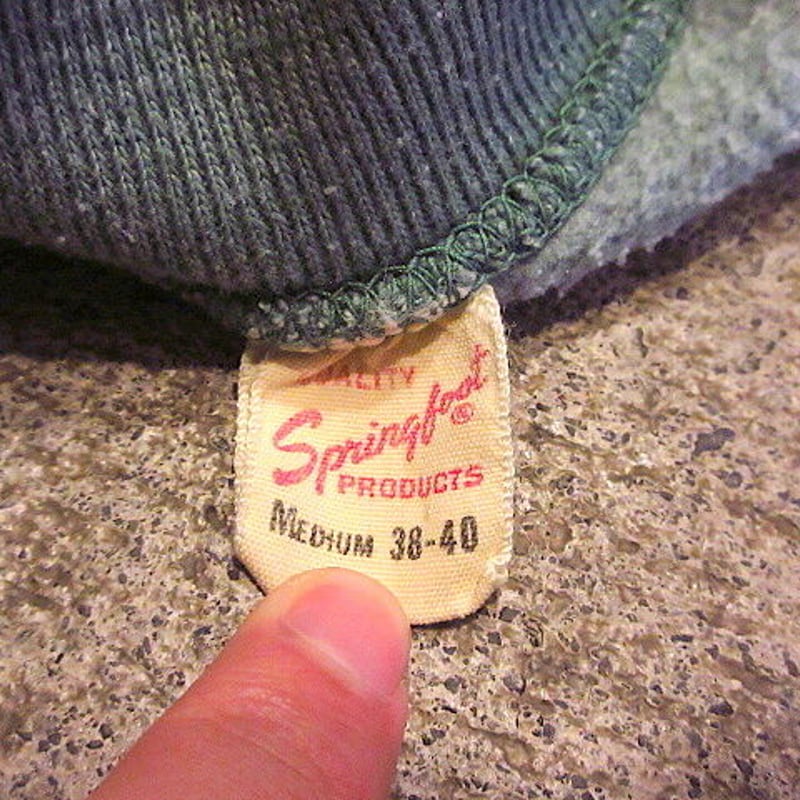 QUALITY
Springfoot®
PRODUCTS
MEDIUM 38-40